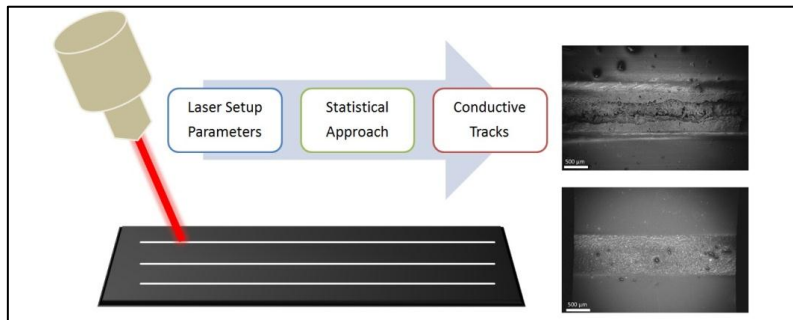 Laser Setup
Parameters
Statistical
Approach
Conductive
Tracks
500 µm
500 µm